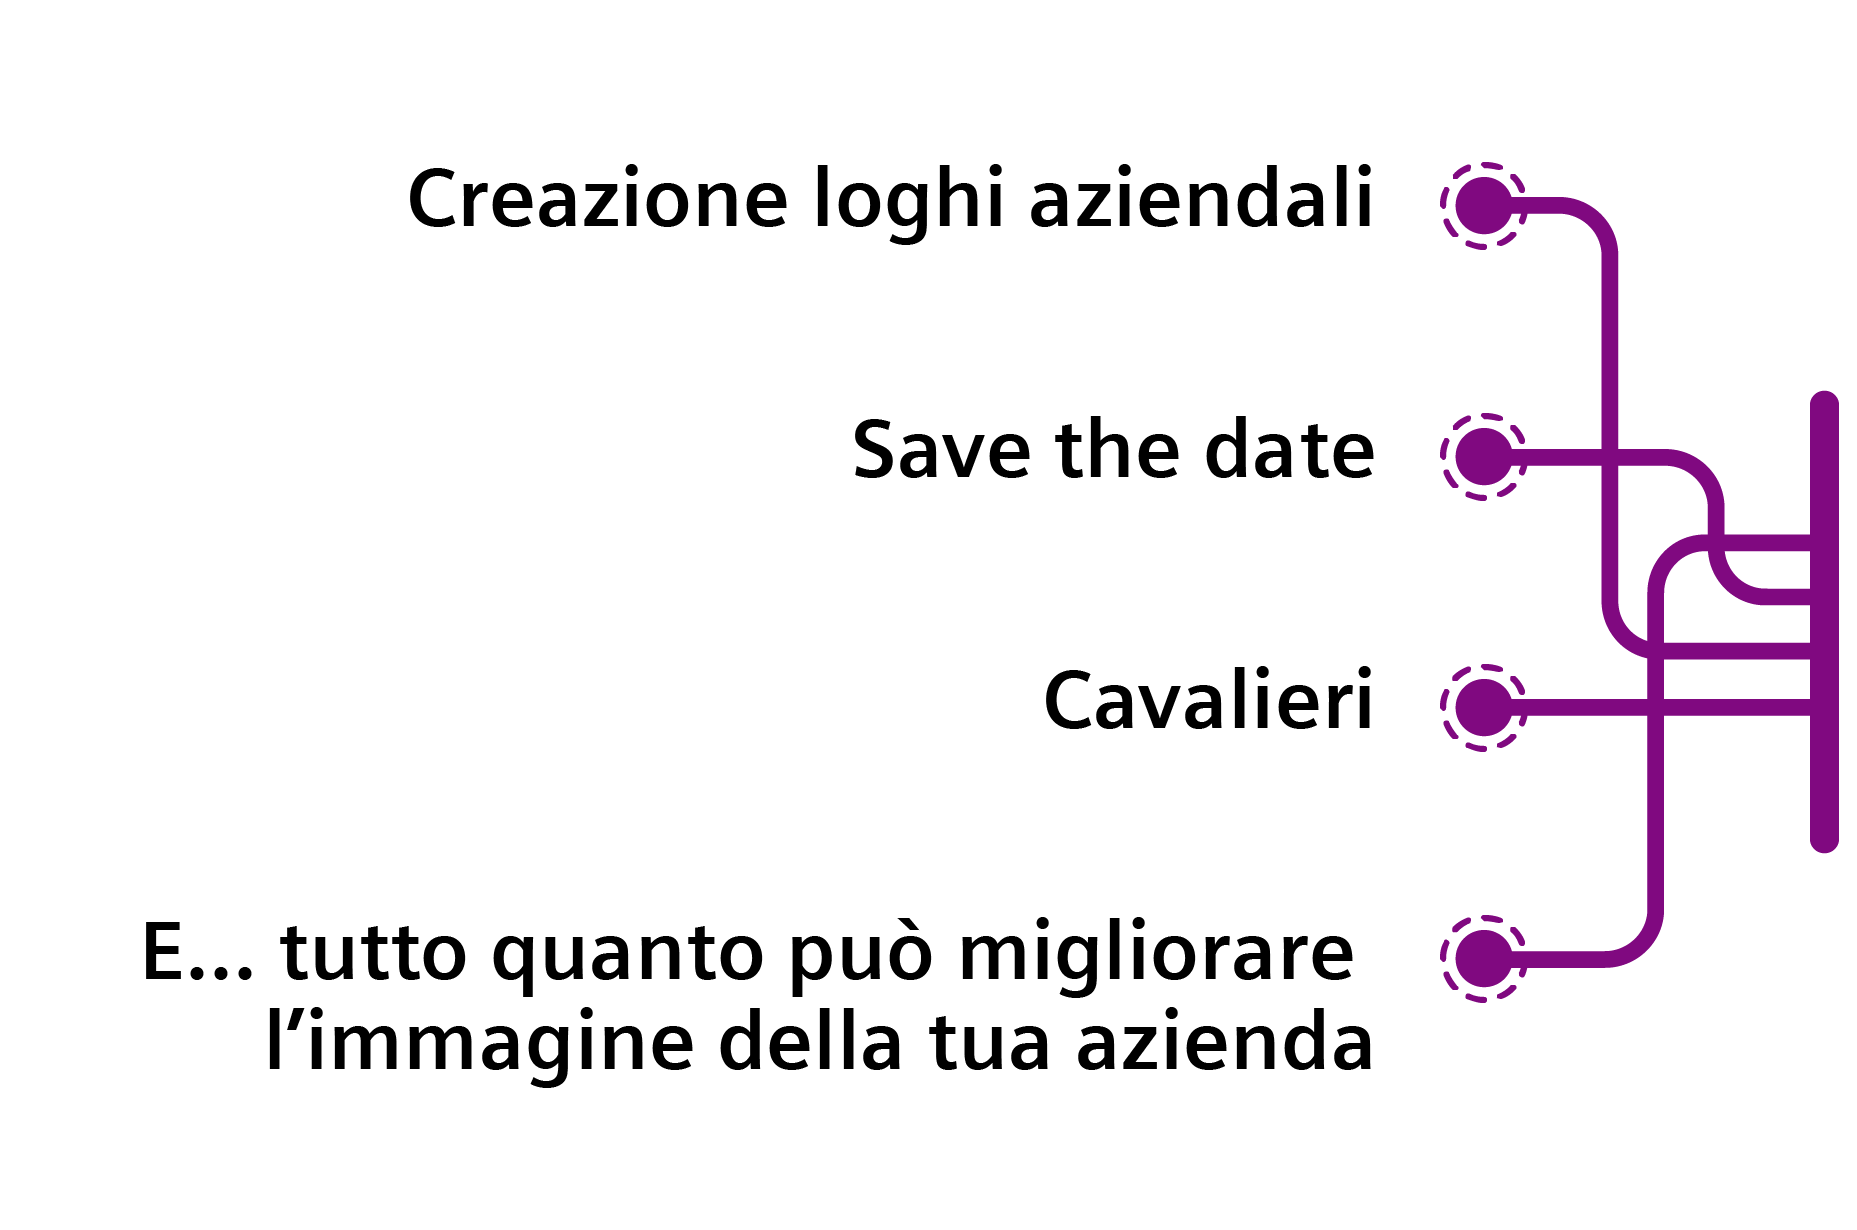 Creazione loghi aziendali
Save the date
Cavalieri
E... tutto quanto può migliorare
l’immagine della tua azienda